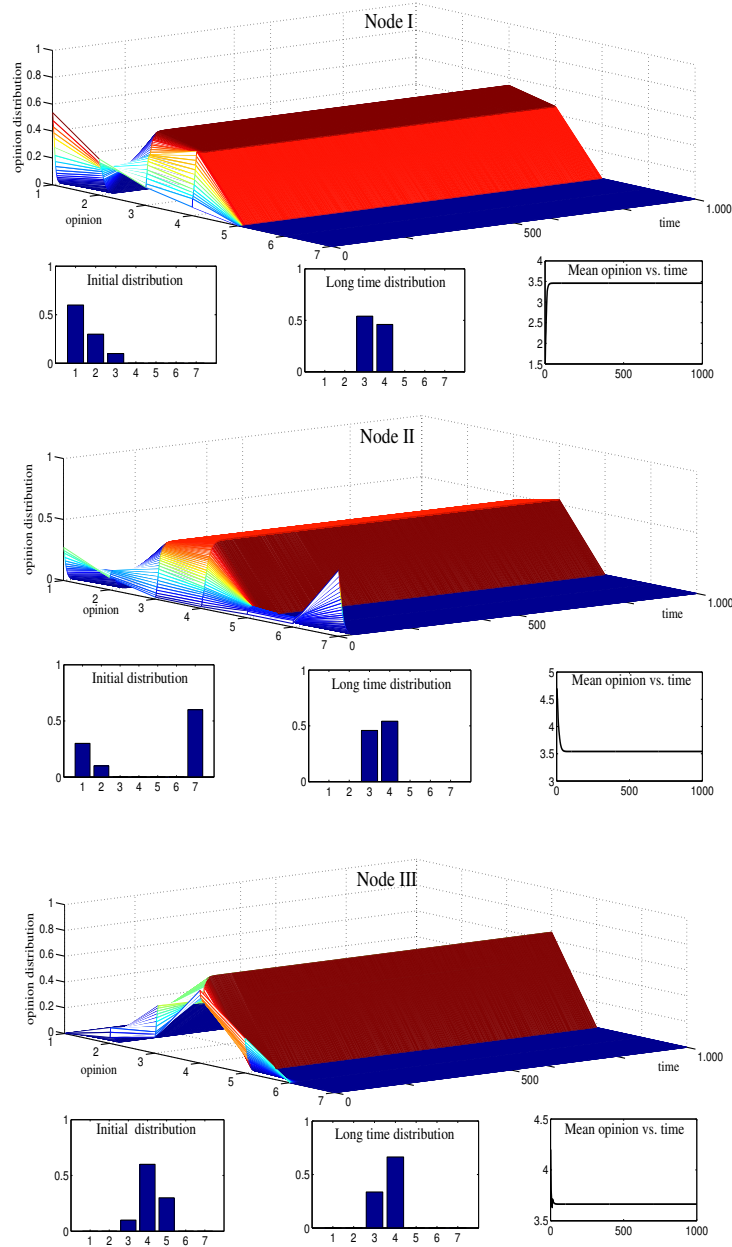 Node I
1
0.8
0.6
0.4
0.2
0
opinion distribution
1
2
3
4
5
6
7
opinion
0
500
1.000
time
Initial distribution
1
0.5
0
1 2 3 4 5 6 7
Long time distribution
1
0.5
0
1 2 3 4 5 6 7
Mean opinion vs. time
4
3.5
3
2.5
2
1.5
0 500 1000
Node II
1
0.5
0
opinion distribution
1
2
3
4
5
6
7
opinion
0
500
1.000
time
Initial distribution
1
0.5
0
1 2 3 4 5 6 7
Long time distribution
1
0.5
0
1 2 3 4 5 6 7
Mean opinion vs. time
5
4.5
4
3.5
3
0 500 1000
Node III
1
0.8
0.6
0.4
0.2
0
opinion distribution
1
2
3
4
5
6
7
opinion
0
500
1.000
time
Initial distribution
1
0.5
0
1 2 3 4 5 6 7
Long time distribution
1
0.5
0
1 2 3 4 5 6 7
Mean opinion vs. time
4.5
4
3.5
0 500 1000